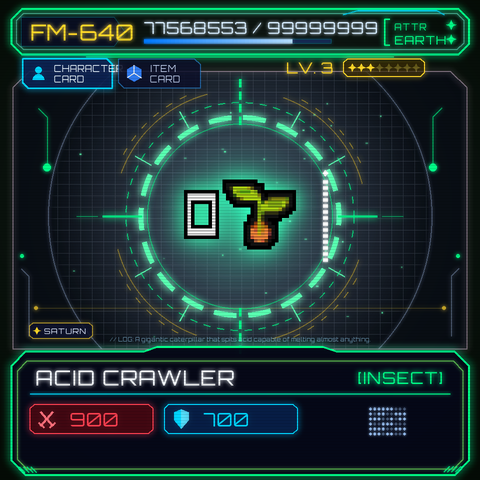 FM-640
77568553 / 99999999
ATTR
EARTH
CHARACTER
CARD
ITEM
CARD
LV. 3
0
SATURN
// LOG: A gigantic caterpillar that spits acid capable of melting almost anything
ACID CRAWLER
[INSECT]
900
700